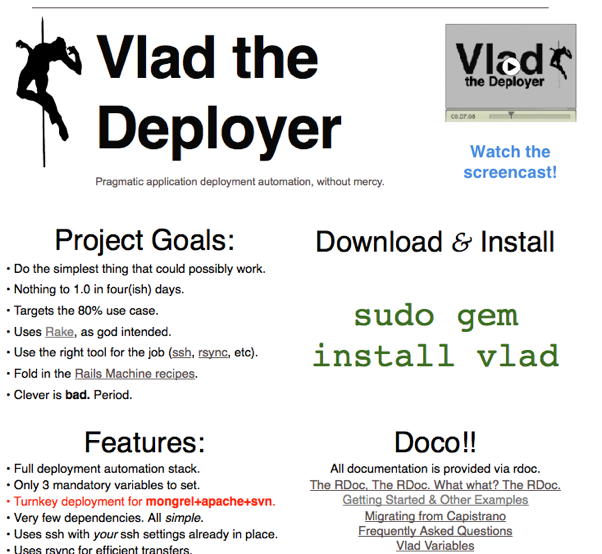 Vlad the
Deployer
Pragmatic application deployment automation, without mercy.
Vlad
the Deployer
Watch the
screencast!
Project Goals:
• Do the simplest thing that could possibly work.
• Nothing to 1.0 in four(ish) days.
• Targets the 80% use case.
• Uses Rake, as god intended.
• Use the right tool for the job (ssh, rsync, etc).
• Fold in the Rails Machine recipes.
• Clever is bad. Period.
Download & Install
sudo gem
install vlad
Features:
• Full deployment automation stack.
• Only 3 mandatory variables to set.
• Turnkey deployment for mongrel+apache+svn.
• Very few dependencies. All simple.
• Uses ssh with your ssh settings already in place.
• Uses rsync for efficient transfers.
Doco!!
All documentation is provided via rdoc.
The RDoc, The RDoc. What what? The RDoc.
Getting Started & Other Examples
Migrating from Capistrano
Frequently Asked Questions
Vlad Variables